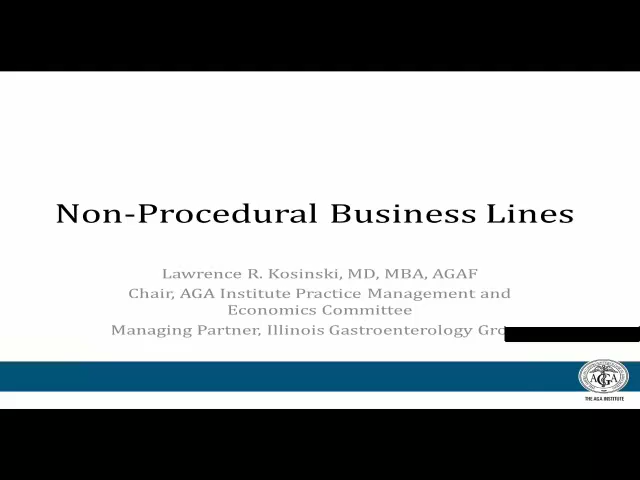 Non-Procedural Business Lines
Lawrence R. Kosinski, MD, MBA, AGAF
Chair, AGA Institute Practice Management and
Economics Committee
Managing Partner, Illinois Gastroenterology
AGA
THE AGA INSTITUTE